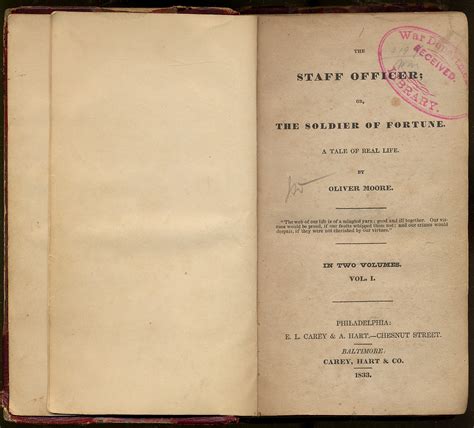 War De
RECEIVED.
LIBRARY.
THE
STAFF OFFICER;
OR,
THE SOLDIER OF FORTUNE.
A TALE OF REAL LIFE.
BY
OLIVER MOORE.
"The web of our life is of a mingled yarn: good and ill together. Our vir-
tues would be proud, if our faults whipped them not; and our crimes would
despair, if they were not cherished by our virtues."
IN TWO VOLUMES.
VOL. I.
PHILADELPHIA:
E. L. CAREY & A. HART.—CHESNUT STREET.
BALTIMORE:
CAREY, HART & CO.
1833.